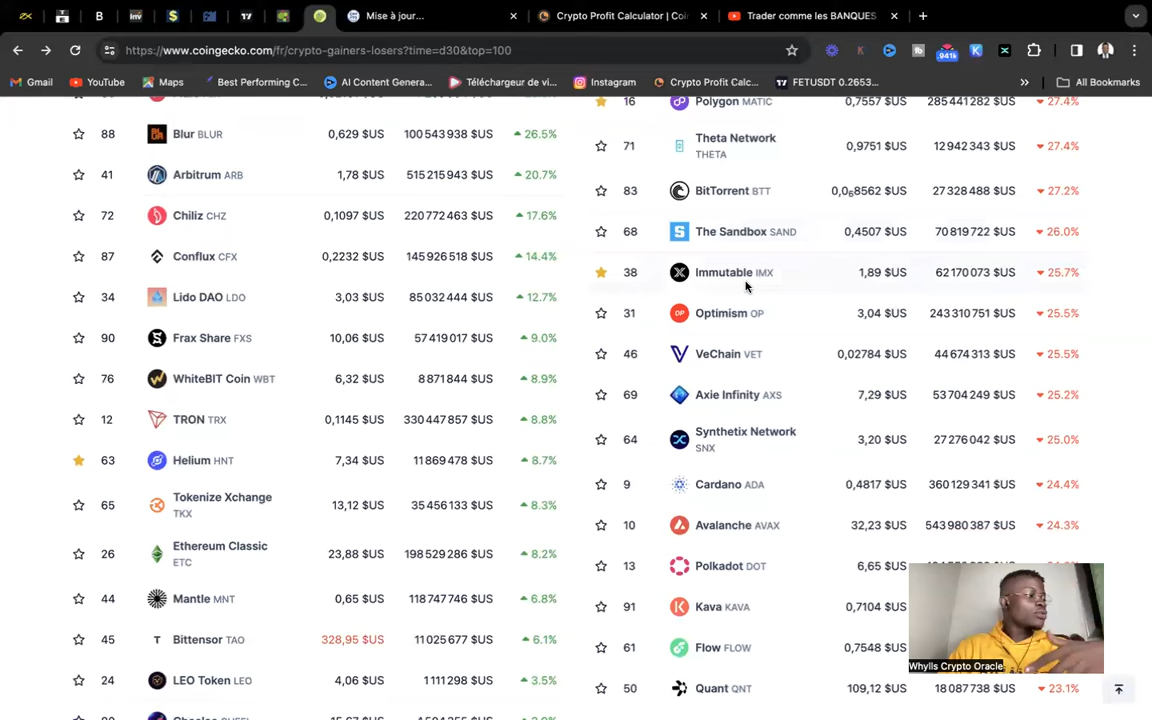 Mise à jour...
Crypto Profit Calculator | Coi
Trader comme les BANQUES
https://www.coingecko.com/fr/crypto-gainers-losers?time=d30&top=100
.941k
Gmail
YouTube
Maps
Best Performing C...
AI Content Genera...
Téléchargeur de vi...
Instagram
Crypto Profit Calc...
FETUSDT 0.2653...
All Bookmarks
88 Blur BLUR 0,629 $US 100 543 938 $US 26.5%
41 Arbitrum ARB 1,78 $US 515 215 943 $US 20.7%
72 Chiliz CHZ 0,1097 $US 220 772 463 $US 17.6%
87 Conflux CFX 0,2232 $US 145 926 518 $US 14.4%
34 Lido DAO LDO 3,03 $US 85 032 444 $US 12.7%
90 Frax Share FXS 10,06 $US 57 419 017 $US 9.0%
76 WhiteBIT Coin WBT 6,32 $US 8 871 844 $US 8.9%
12 TRON TRX 0,1145 $US 330 447 857 $US 8.8%
63 Helium HNT 7,34 $US 11 869 478 $US 8.7%
65 Tokenize Xchange 13,12 $US 35 456 133 $US 8.3%
TKX
26 Ethereum Classic 23,88 $US 198 529 286 $US 8.2%
ETC
44 Mantle MNT 0,65 $US 118 747 746 $US 6.8%
45 Bittensor TAO 328,95 $US 11 025 677 $US 6.1%
24 LEO Token LEO 4,06 $US 1 111 298 $US 3.5%
16 Polygon MATIC 0,7557 $US 285 441 282 $US 27.4%
71 Theta Network 0,9751 $US 12 942 343 $US 27.4%
THETA
83 BitTorrent BTT 0,0₆8562 $US 27 328 488 $US 27.2%
68 The Sandbox SAND 0,4507 $US 70 819 722 $US 26.0%
38 Immutable IMX 1,89 $US 62 170 073 $US 25.7%
31 Optimism OP 3,04 $US 243 310 751 $US 25.5%
46 VeChain VET 0,02784 $US 44 674 313 $US 25.5%
69 Axie Infinity AXS 7,29 $US 53 704 249 $US 25.2%
64 Synthetix Network 3,20 $US 27 276 042 $US 25.0%
SNX
9 Cardano ADA 0,4817 $US 360 129 341 $US 24.4%
10 Avalanche AVAX 32,23 $US 543 980 387 $US 24.3%
13 Polkadot DOT 6,65 $US
91 Kava KAVA 0,7104 $US
61 Flow FLOW 0,7548 $US
50 Quant QNT 109,12 $US 18 087 738 $US 23.1%
Whylls Crypto Oracle